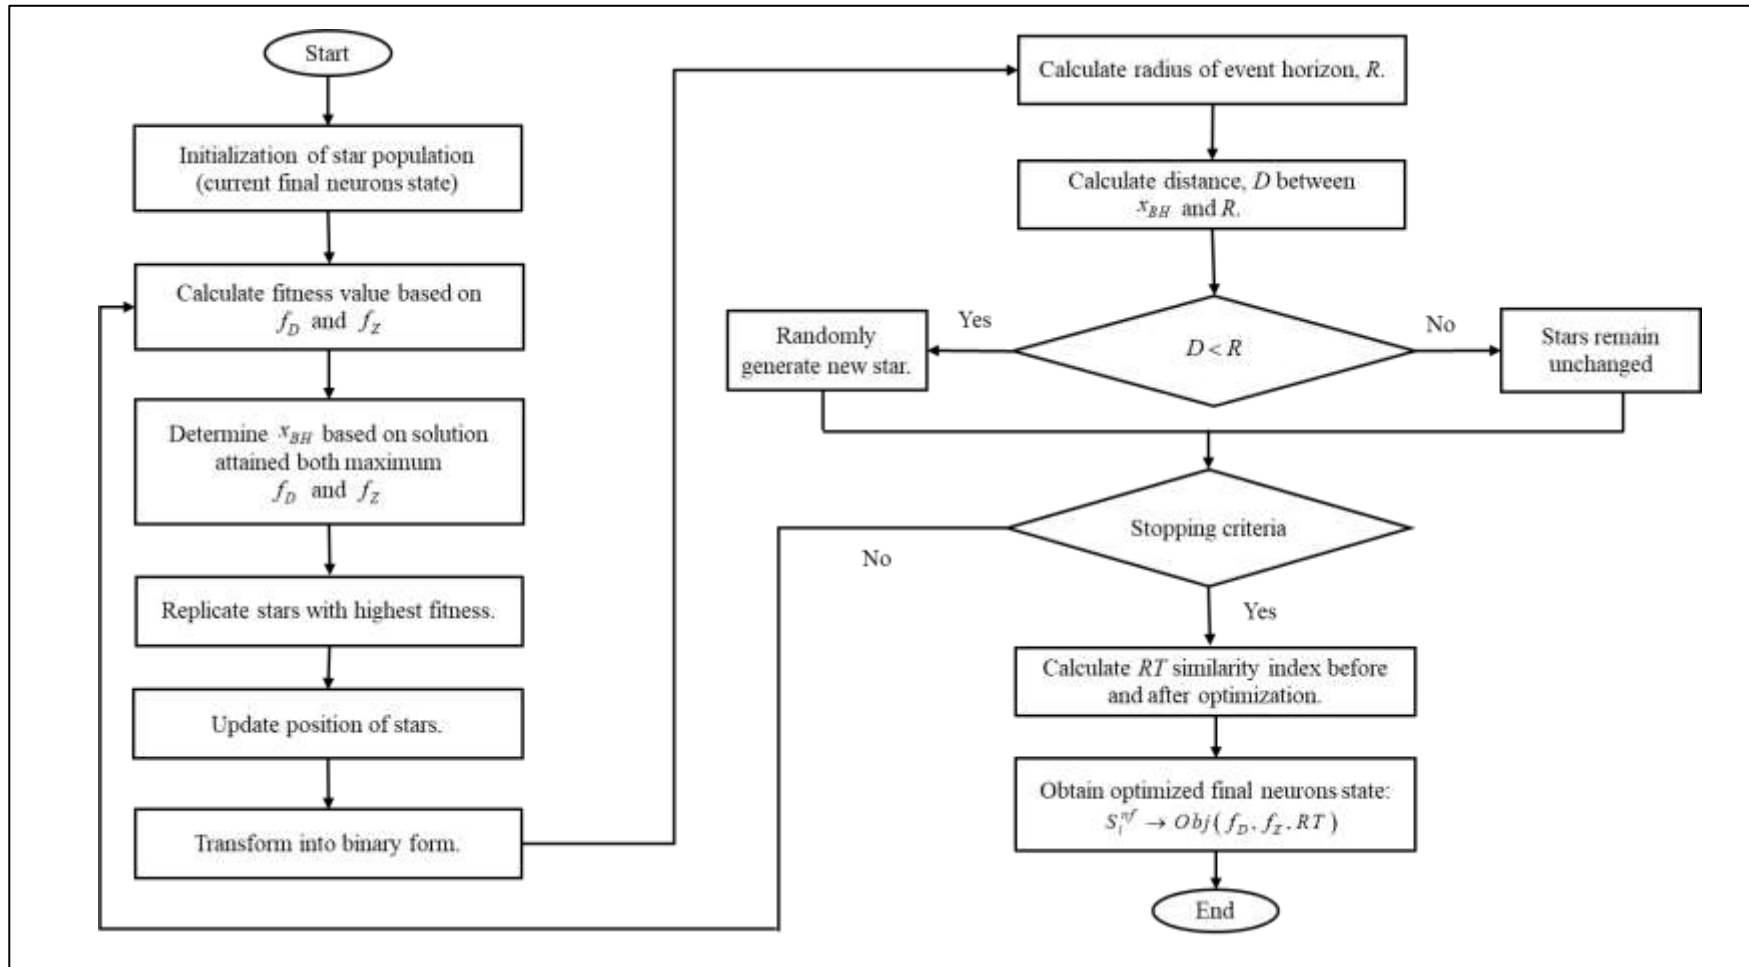 Start
Initialization of star population
(current final neurons state)
Calculate fitness value based on
f_D and f_Z
Determine x_BH based on solution
attained both maximum
f_D and f_Z
Replicate stars with highest fitness.
Update position of stars.
Transform into binary form.
Calculate radius of event horizon, R.
Calculate distance, D between
x_BH and R.
D < R
Yes
No
Randomly
generate new star.
Stars remain
unchanged
Stopping criteria
No
Yes
Calculate RT similarity index before
and after optimization.
Obtain optimized final neurons state:
S_i^nf → Obj(f_D, f_Z, RT)
End